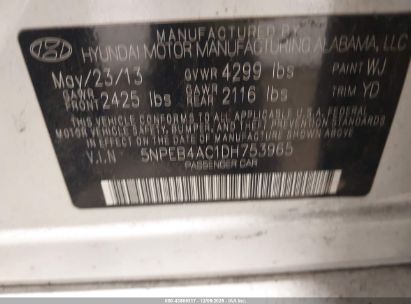 MANUFACTURED BY
HYUNDAI MOTOR MANUFACTURING ALABAMA, LLC
May/23/13 GVWR 4299 lbs PAINT WJ
GAWR FRONT 2425 lbs GAWR REAR 2116 lbs TRIM YD
THIS VEHICLE CONFORMS TO ALL APPLICABLE U.S.A. FEDERAL
MOTOR VEHICLE SAFETY, BUMPER, AND THEFT PREVENTION
STANDARDS IN EFFECT ON THE DATE OF MANUFACTURE SHOWN ABOVE.
V.I.N 5NPEB4AC1DH753965
PASSENGER CAR